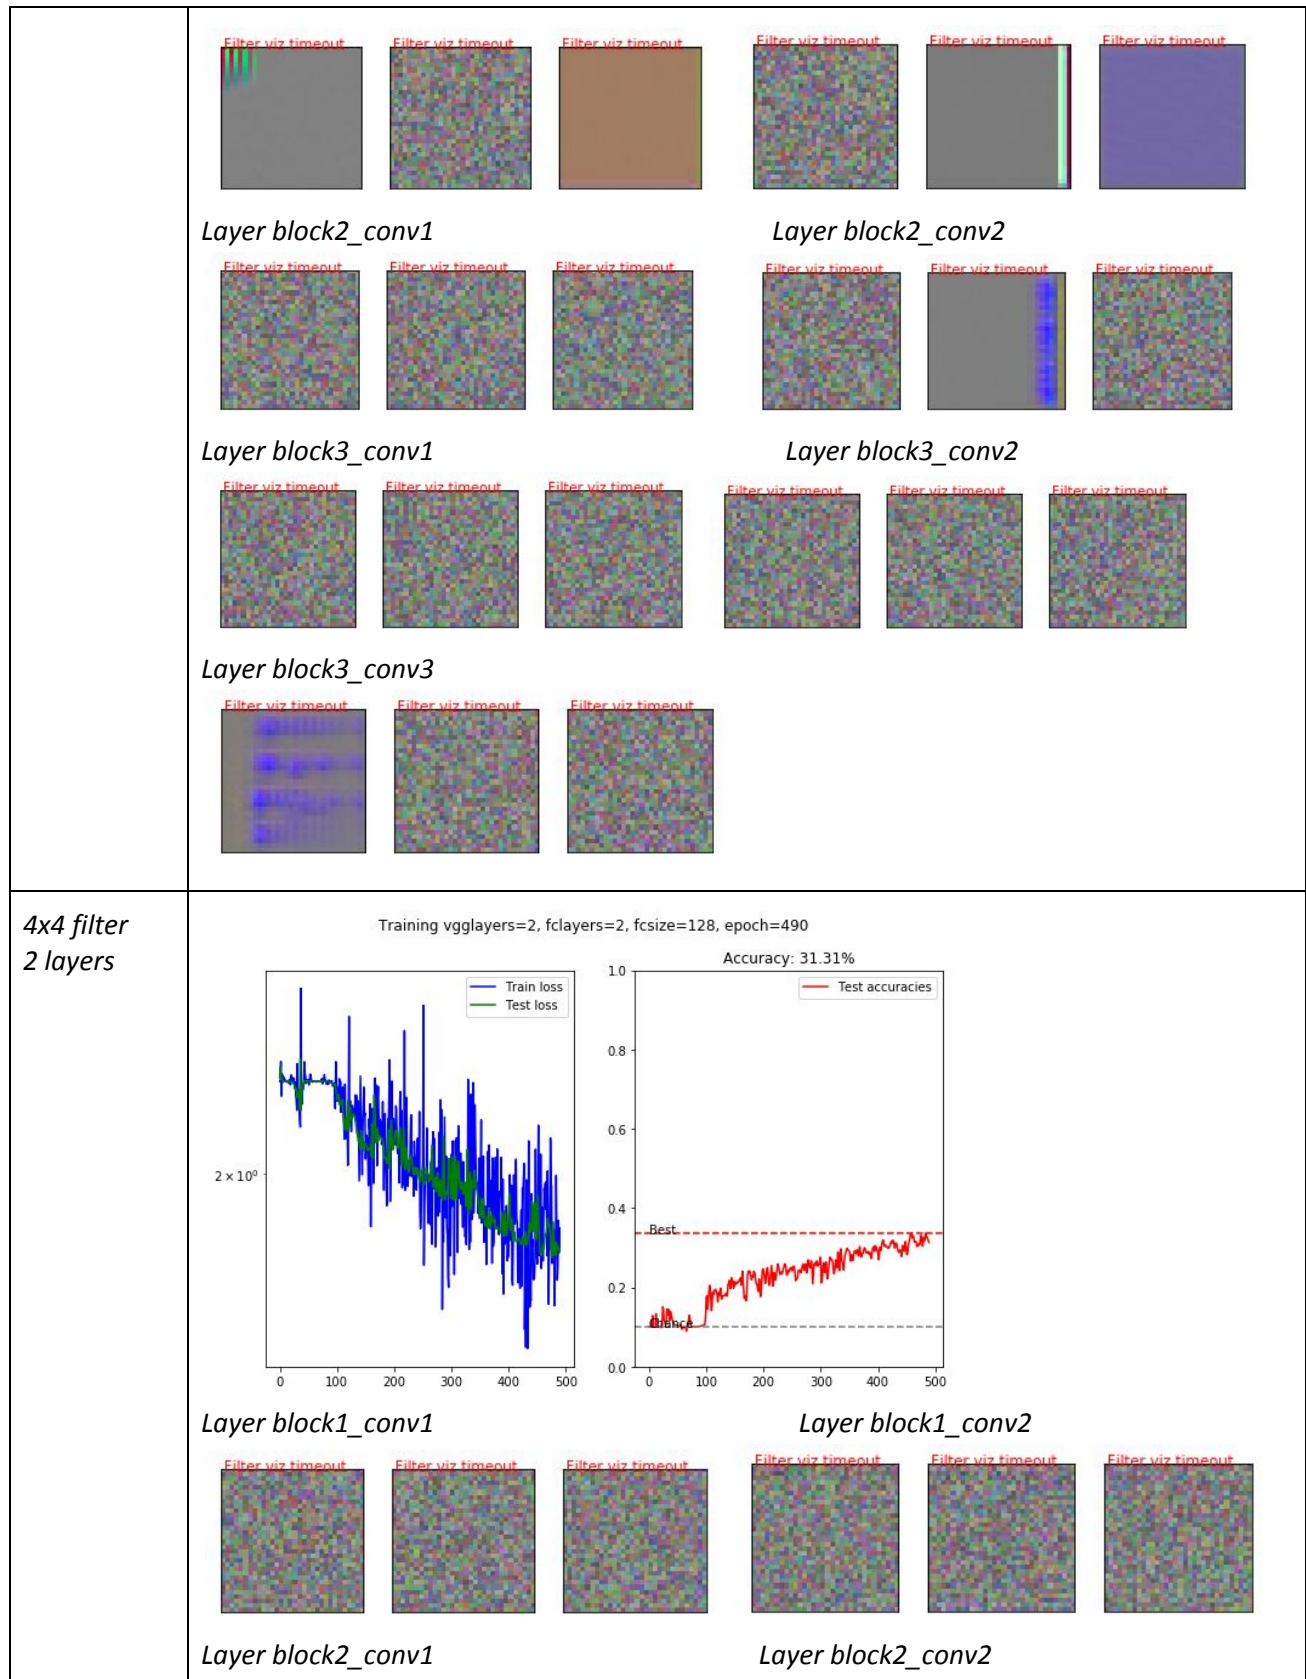 Filter viz timeout Filter viz timeout Filter viz timeout Filter viz timeout Filter viz timeout Filter viz timeout
Layer block2_conv1 Layer block2_conv2
Filter viz timeout Filter viz timeout Filter viz timeout Filter viz timeout Filter viz timeout Filter viz timeout
Layer block3_conv1 Layer block3_conv2
Filter viz timeout Filter viz timeout Filter viz timeout Filter viz timeout Filter viz timeout Filter viz timeout
Layer block3_conv3
Filter viz timeout Filter viz timeout Filter viz timeout
4x4 filter
2 layers
Training vgglayers=2, fclayers=2, fcsize=128, epoch=490
Train loss
Test loss
2 × 10⁰
0 100 200 300 400 500
Accuracy: 31.31%
Test accuracies
1.0
0.8
0.6
0.4
0.2
0.0
Best
Chance
0 100 200 300 400 500
Layer block1_conv1 Layer block1_conv2
Filter viz timeout Filter viz timeout Filter viz timeout Filter viz timeout Filter viz timeout Filter viz timeout
Layer block2_conv1 Layer block2_conv2